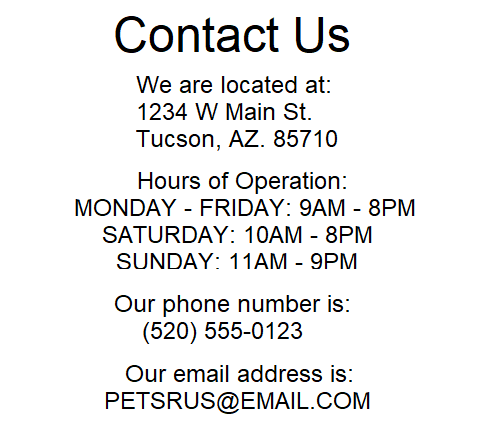 Contact Us
We are located at:
1234 W Main St.
Tucson, AZ. 85710
Hours of Operation:
MONDAY - FRIDAY: 9AM - 8PM
SATURDAY: 10AM - 8PM
SUNDAY: 11AM - 9PM
Our phone number is:
(520) 555-0123
Our email address is:
PETSRUS@EMAIL.COM